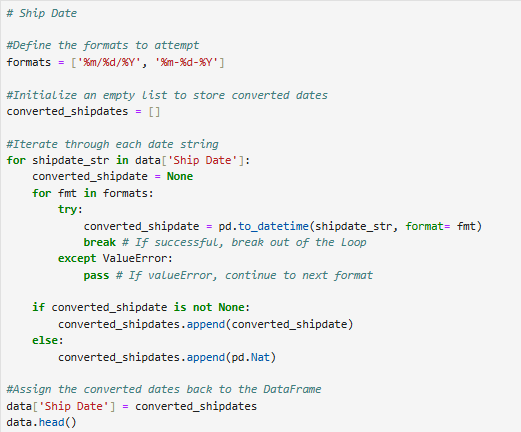 # Ship Date
#Define the formats to attempt
formats = ['%m/%d/%Y', '%m-%d-%Y']
#Initialize an empty list to store converted dates
converted_shipdates = []
#Iterate through each date string
for shipdate_str in data['Ship Date']:
    converted_shipdate = None
    for fmt in formats:
        try:
            converted_shipdate = pd.to_datetime(shipdate_str, format= fmt)
            break # If successful, break out of the loop
        except ValueError:
            pass # If valueError, continue to next format
    if converted_shipdate is not None:
        converted_shipdates.append(converted_shipdate)
    else:
        converted_shipdates.append(pd.Nat)
#Assign the converted dates back to the DataFrame
data['Ship Date'] = converted_shipdates
data.head()